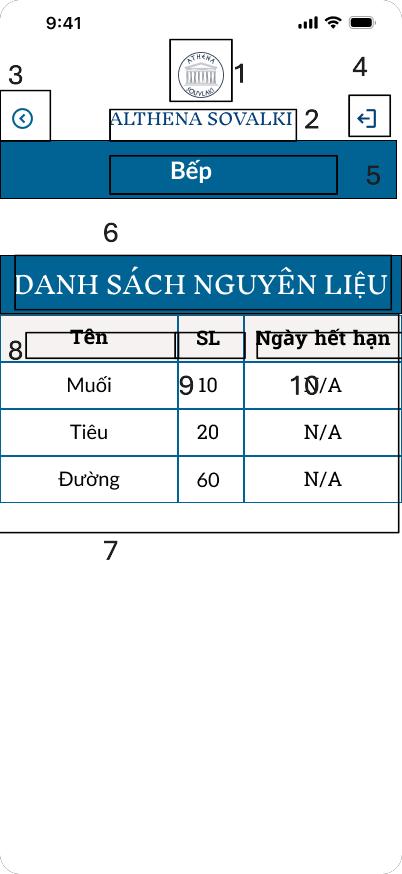 9:41
ATHENA
SOUVLAKI
1
3
4
ALTHENA SOVALKI
2
Bếp
5
6
DANH SÁCH NGUYÊN LIỆU
Tên SL Ngày hết hạn
8
Muối 10 N/A
9
10
Tiêu 20 N/A
Đường 60 N/A
7